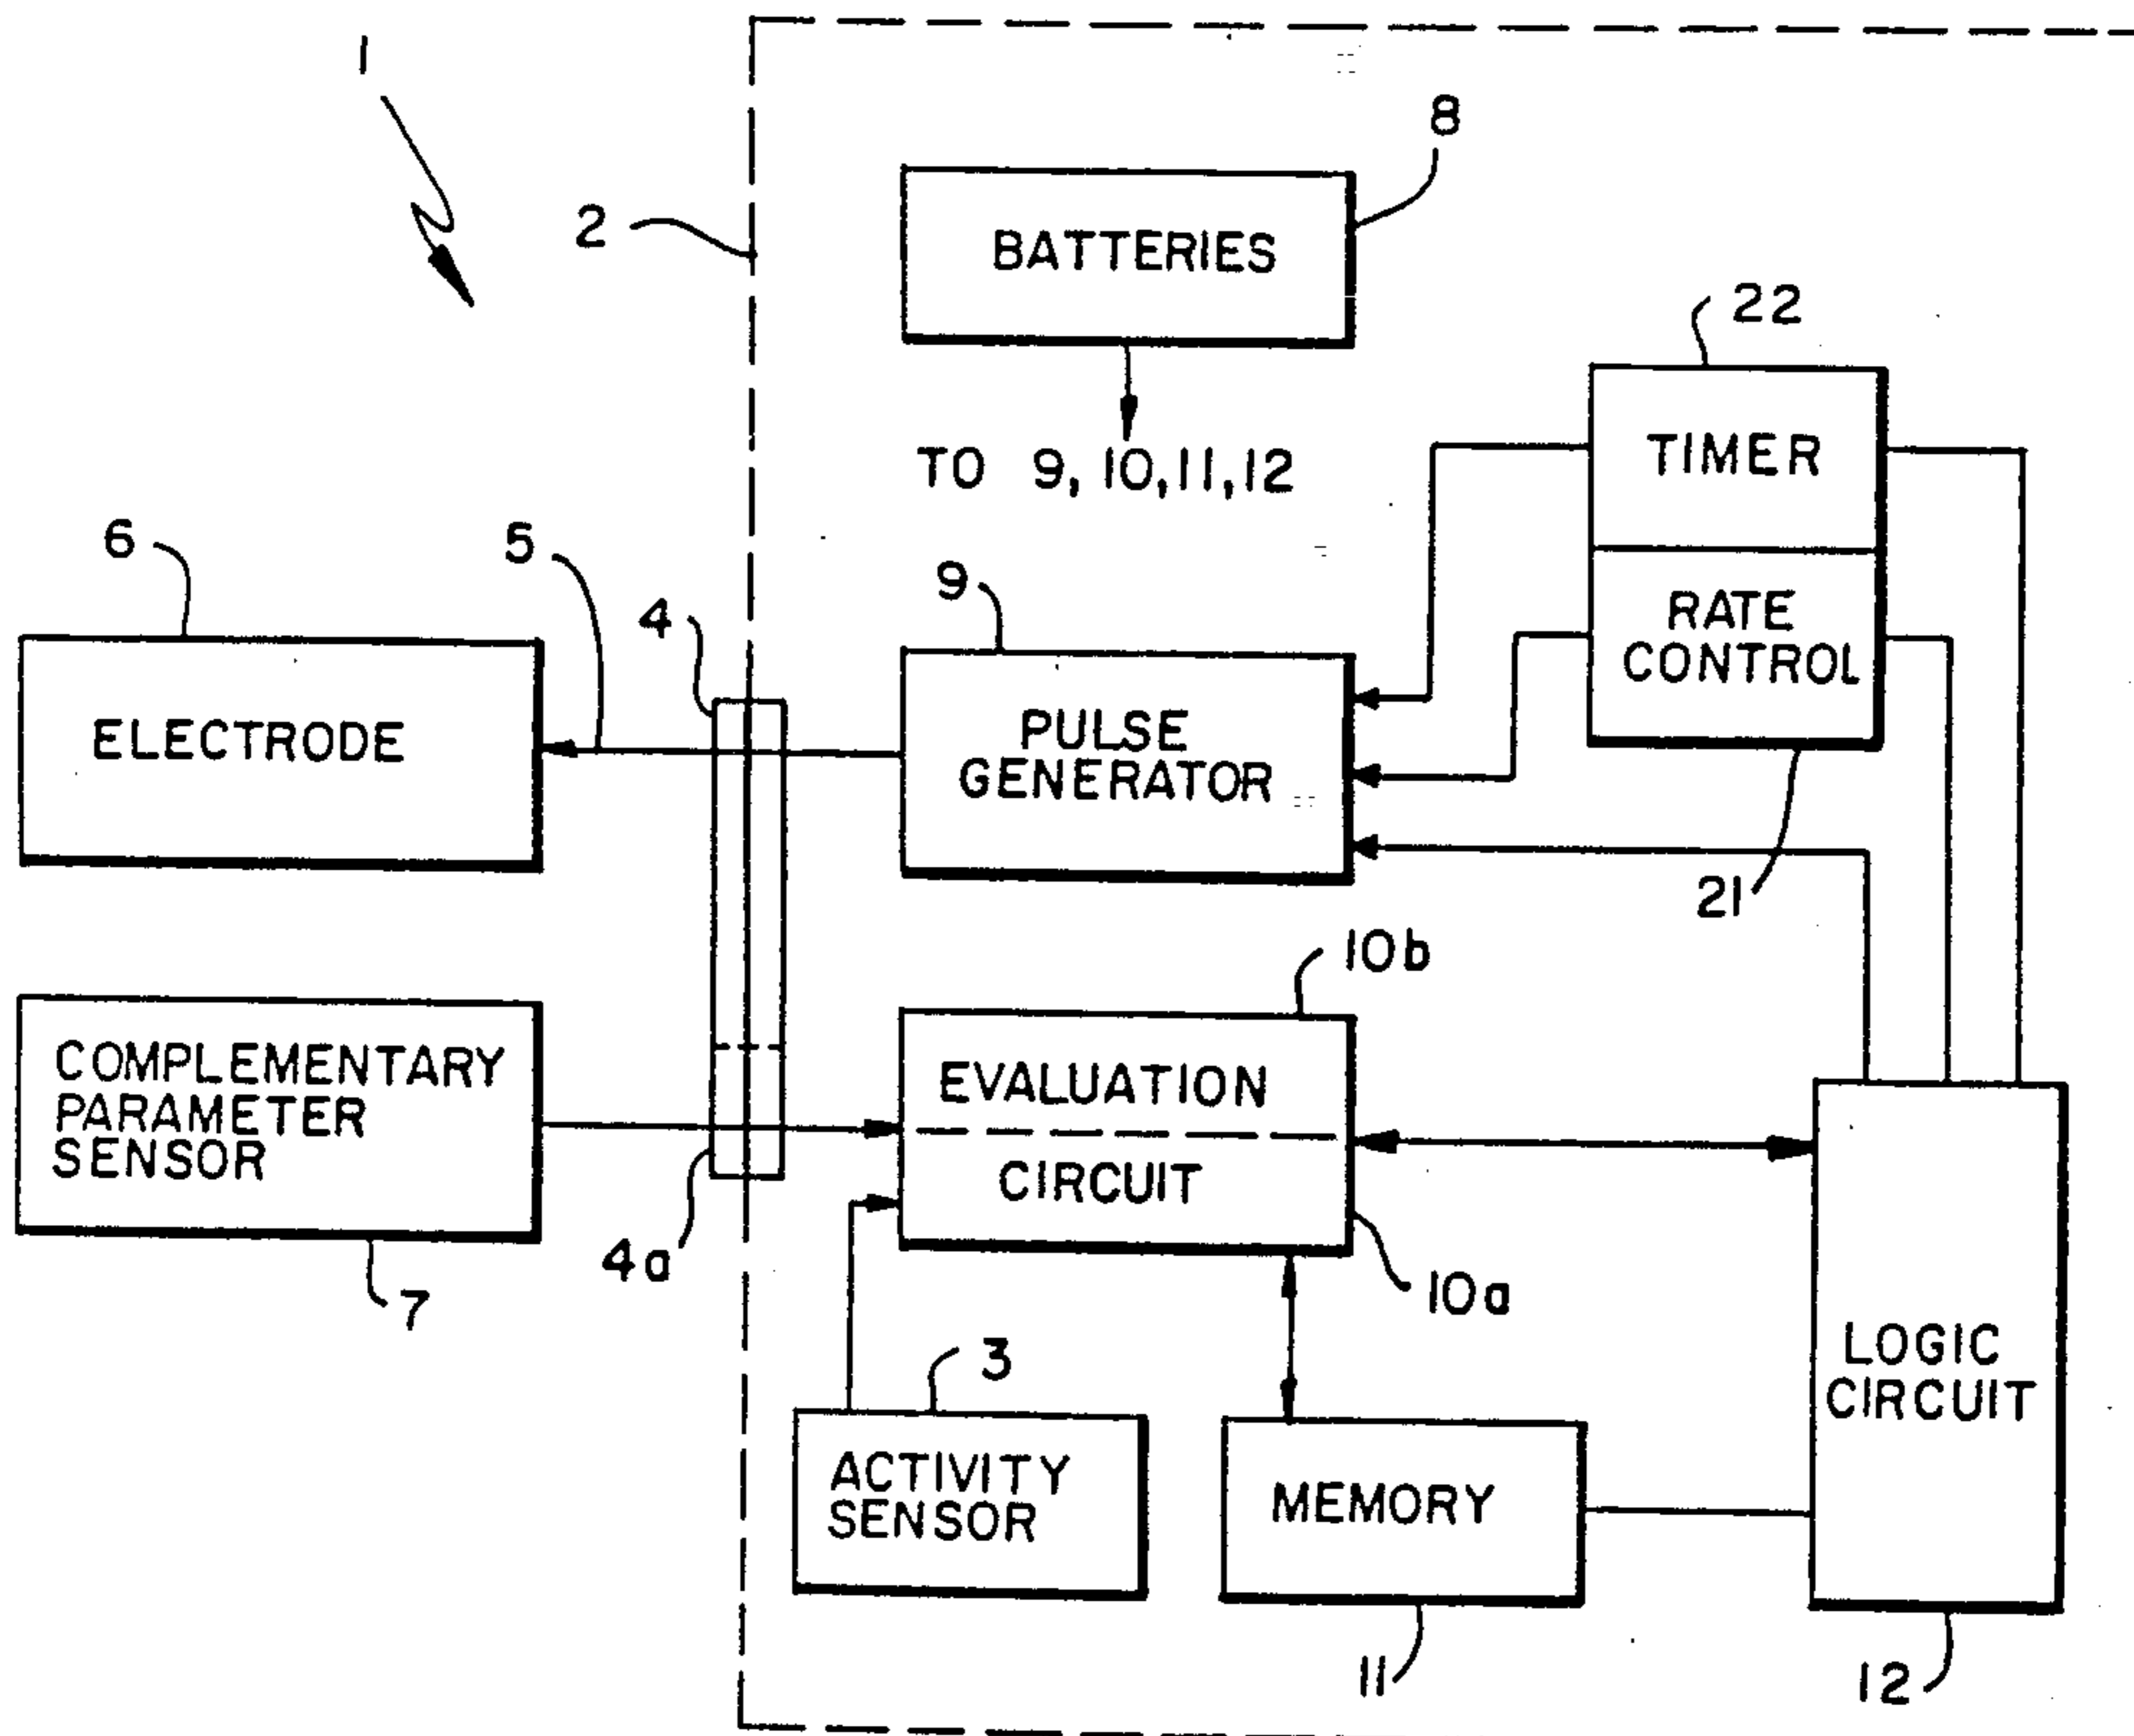 1
2
8
BATTERIES
22
TO 9, 10, 11, 12
TIMER
6
5
4
9
RATE
CONTROL
ELECTRODE
PULSE
GENERATOR
21
10b
COMPLEMENTARY
PARAMETER
SENSOR
EVALUATION
CIRCUIT
4a
7
10a
3
LOGIC
CIRCUIT
ACTIVITY
SENSOR
MEMORY
11
12